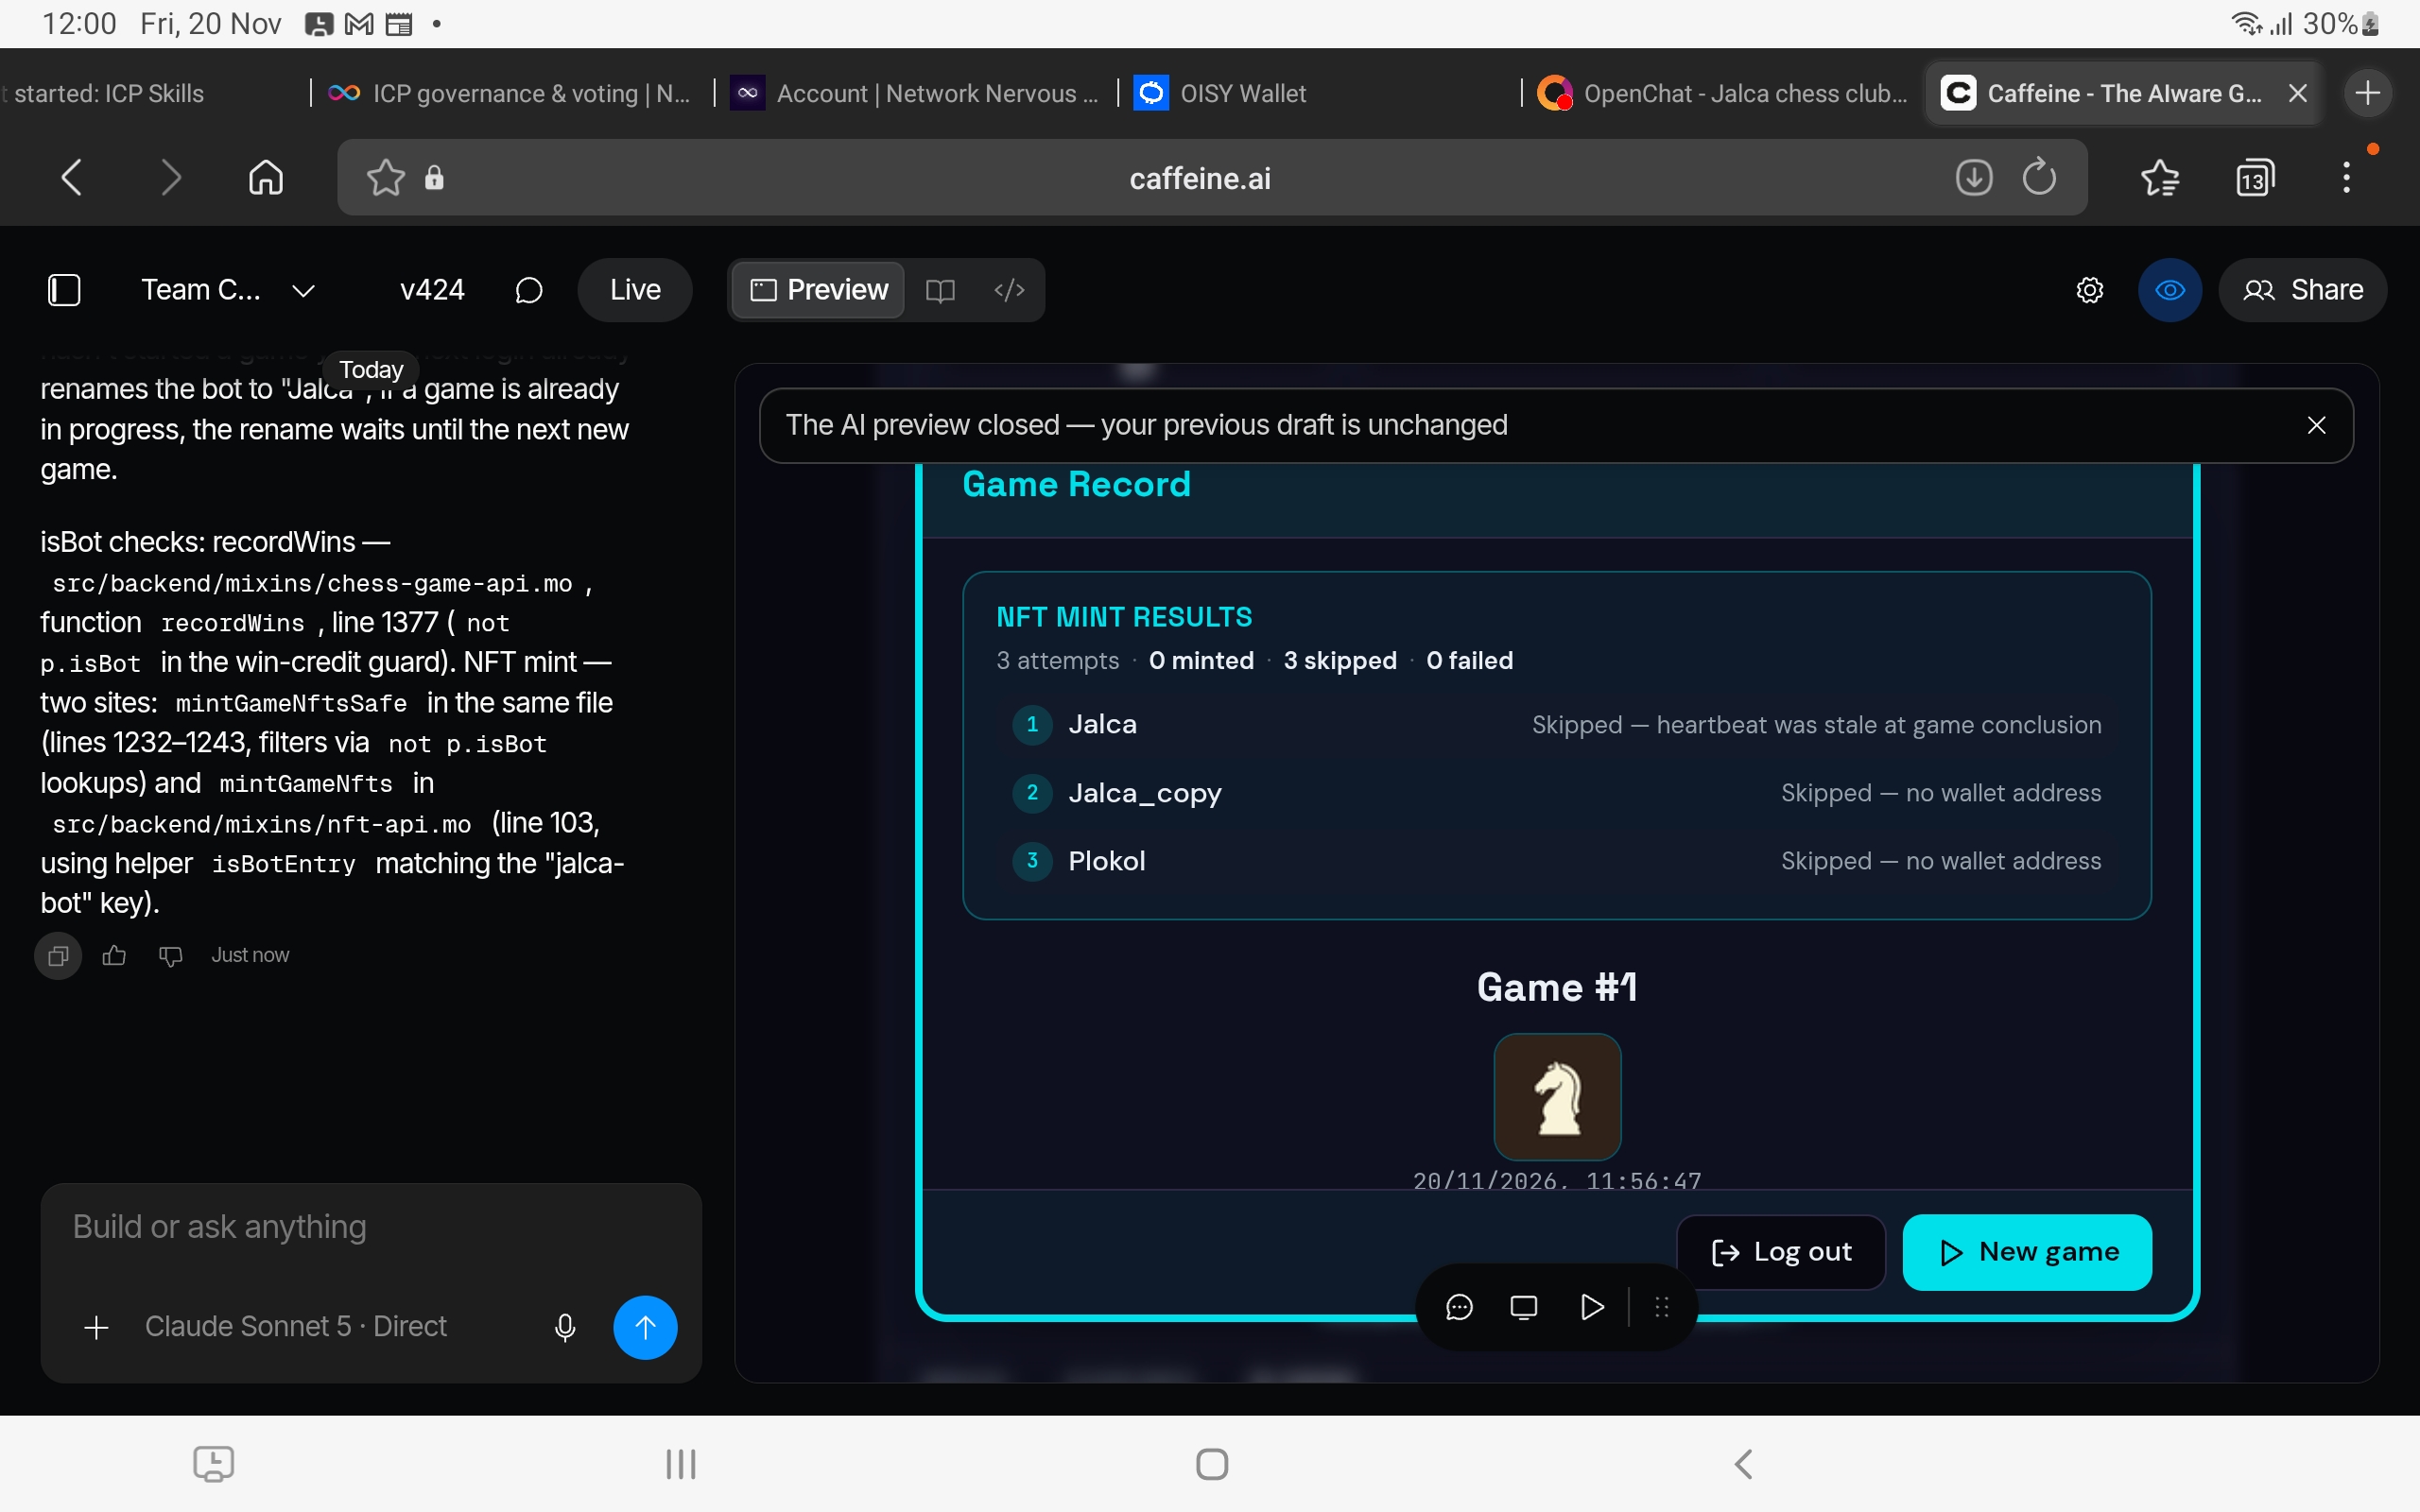 12:00 Fri, 20 Nov
30%
t started: ICP Skills
ICP governance & voting | N...
Account | Network Nervous ...
OISY Wallet
OpenChat - Jalca chess club...
Caffeine - The AIware G...
caffeine.ai
13
Team C...
v424
Live
Preview
</>
Share
Today
renames the bot to "Jalca", if a game is already
in progress, the rename waits until the next new
game.
isBot checks: recordWins —
src/backend/mixins/chess-game-api.mo ,
function recordWins , line 1377 ( not
p.isBot in the win-credit guard). NFT mint —
two sites: mintGameNftsSafe in the same file
(lines 1232–1243, filters via not p.isBot
lookups) and mintGameNfts in
src/backend/mixins/nft-api.mo (line 103,
using helper isBotEntry matching the "jalca-
bot" key).
Just now
Build or ask anything
Claude Sonnet 5 · Direct
The AI preview closed — your previous draft is unchanged
Game Record
NFT MINT RESULTS
3 attempts · 0 minted · 3 skipped · 0 failed
1 Jalca Skipped — heartbeat was stale at game conclusion
2 Jalca_copy Skipped — no wallet address
3 Plokol Skipped — no wallet address
Game #1
20/11/2026, 11:56:47
Log out
New game